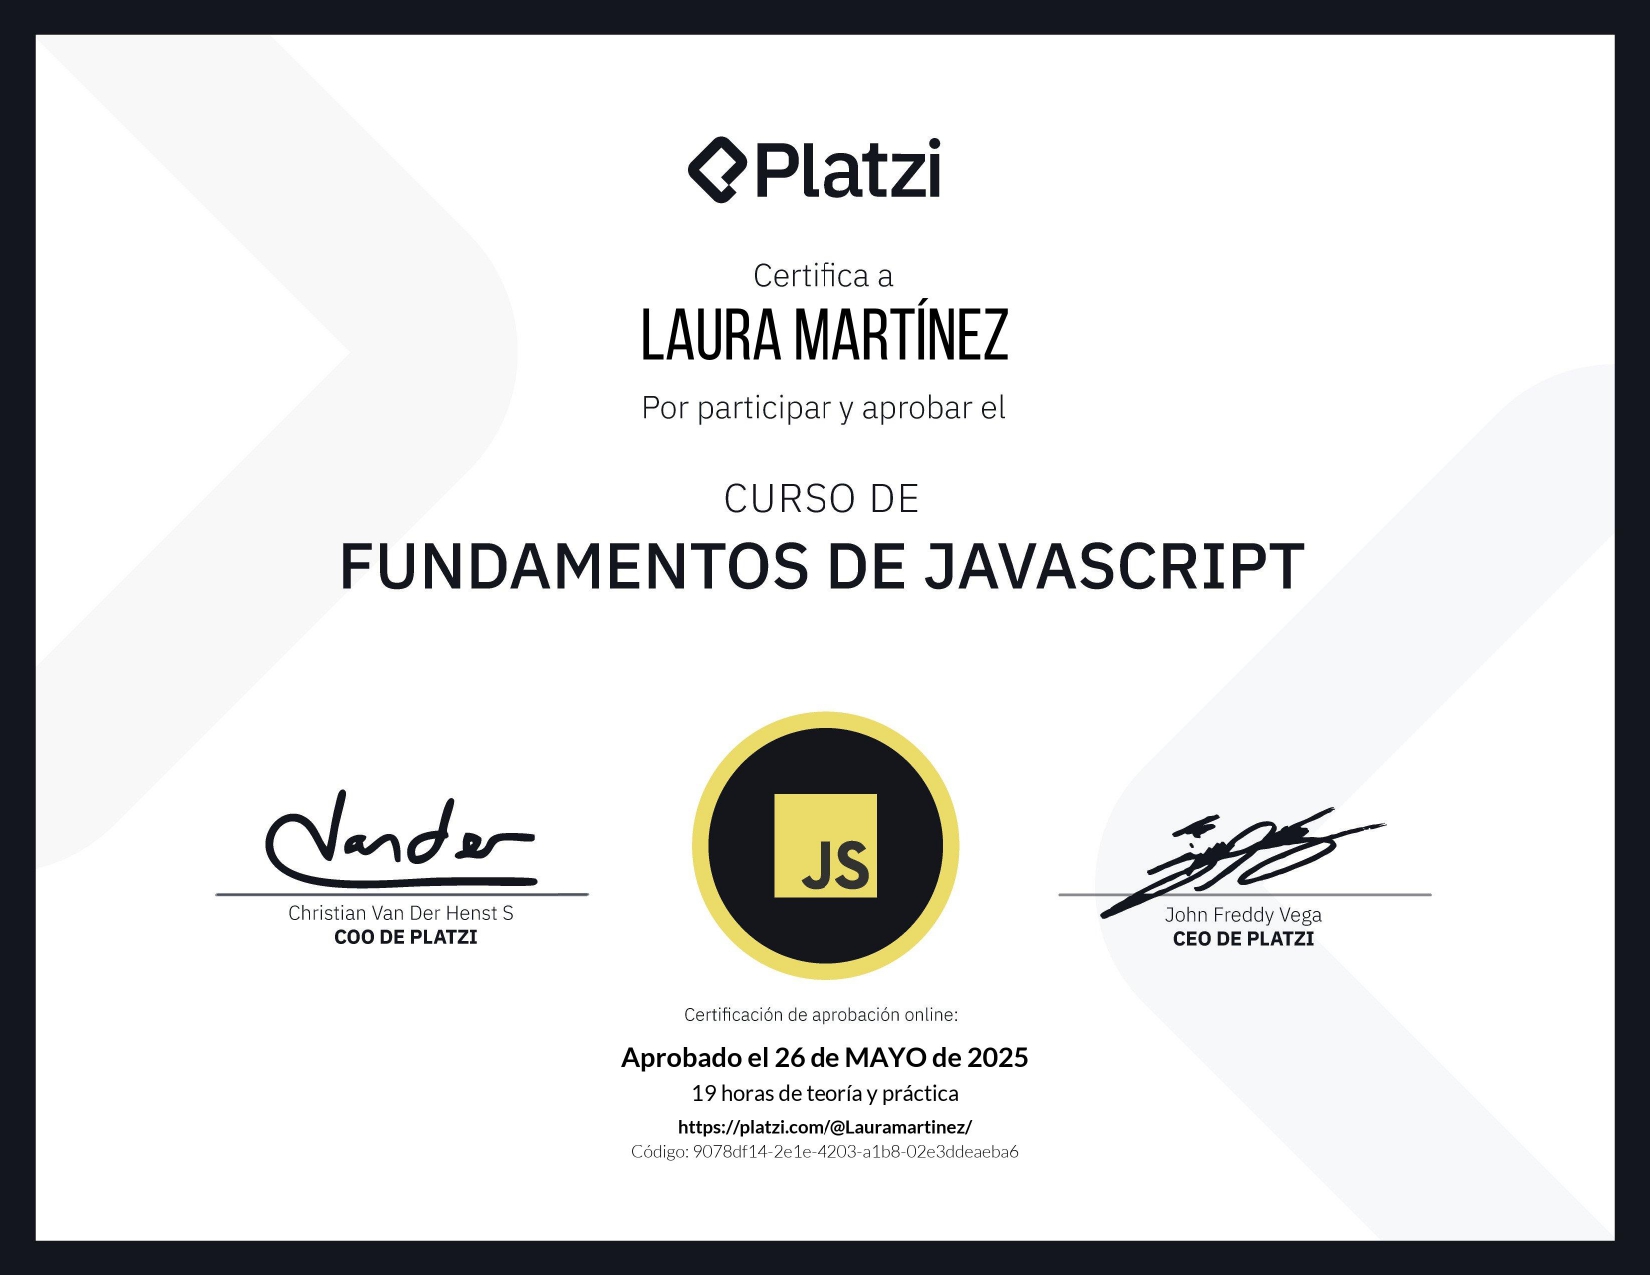 Platzi
Certifica a
LAURA MARTÍNEZ
Por participar y aprobar el
CURSO DE
FUNDAMENTOS DE JAVASCRIPT
Vander
JS
Christian Van Der Henst S
COO DE PLATZI
John Freddy Vega
CEO DE PLATZI
Certificación de aprobación online:
Aprobado el 26 de MAYO de 2025
19 horas de teoría y práctica
https://platzi.com/@Lauramartinez/
Código: 9078df14-2e1e-4203-a1b8-02e3ddeaeba6